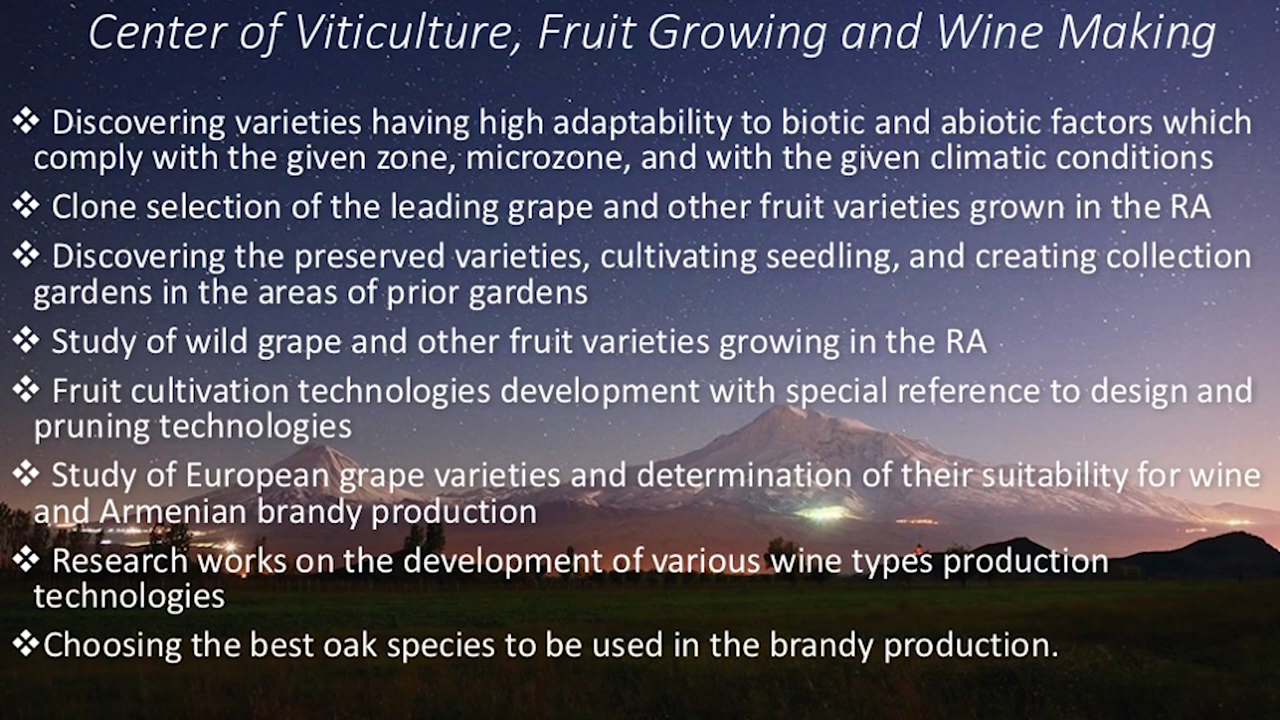 Center of Viticulture, Fruit Growing and Wine Making
❖ Discovering varieties having high adaptability to biotic and abiotic factors which
comply with the given zone, microzone, and with the given climatic conditions
❖ Clone selection of the leading grape and other fruit varieties grown in the RA
❖ Discovering the preserved varieties, cultivating seedling, and creating collection
gardens in the areas of prior gardens
❖ Study of wild grape and other fruit varieties growing in the RA
❖ Fruit cultivation technologies development with special reference to design and
pruning technologies
❖ Study of European grape varieties and determination of their suitability for wine
and Armenian brandy production
❖ Research works on the development of various wine types production
technologies
❖Choosing the best oak species to be used in the brandy production.